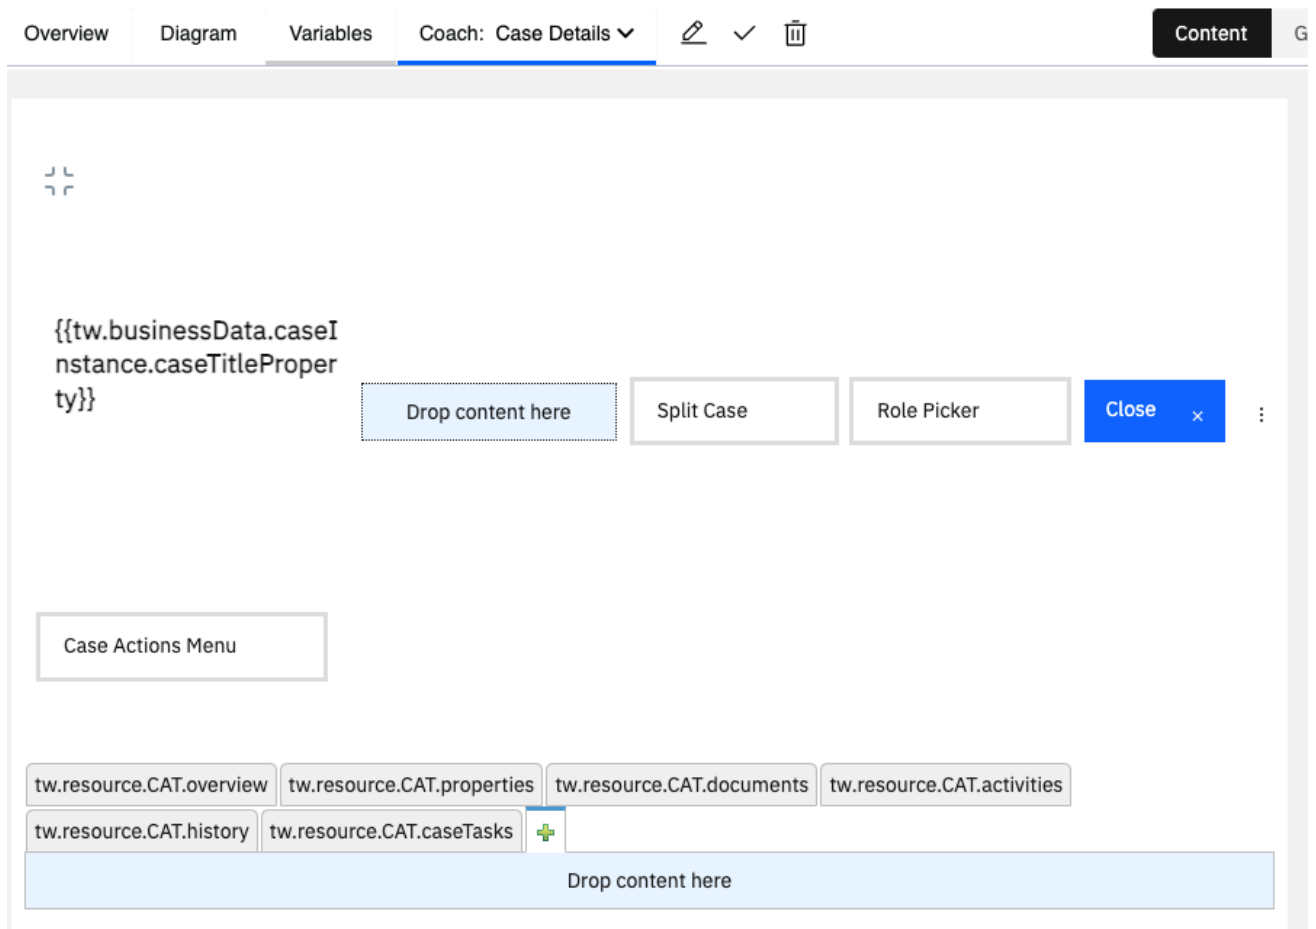 Overview Diagram Variables Coach: Case Details Content G
{{tw.businessData.caseI
nstance.caseTitleProper
ty}}
Drop content here Split Case Role Picker Close
Case Actions Menu
tw.resource.CAT.overview tw.resource.CAT.properties tw.resource.CAT.documents tw.resource.CAT.activities
tw.resource.CAT.history tw.resource.CAT.caseTasks
Drop content here